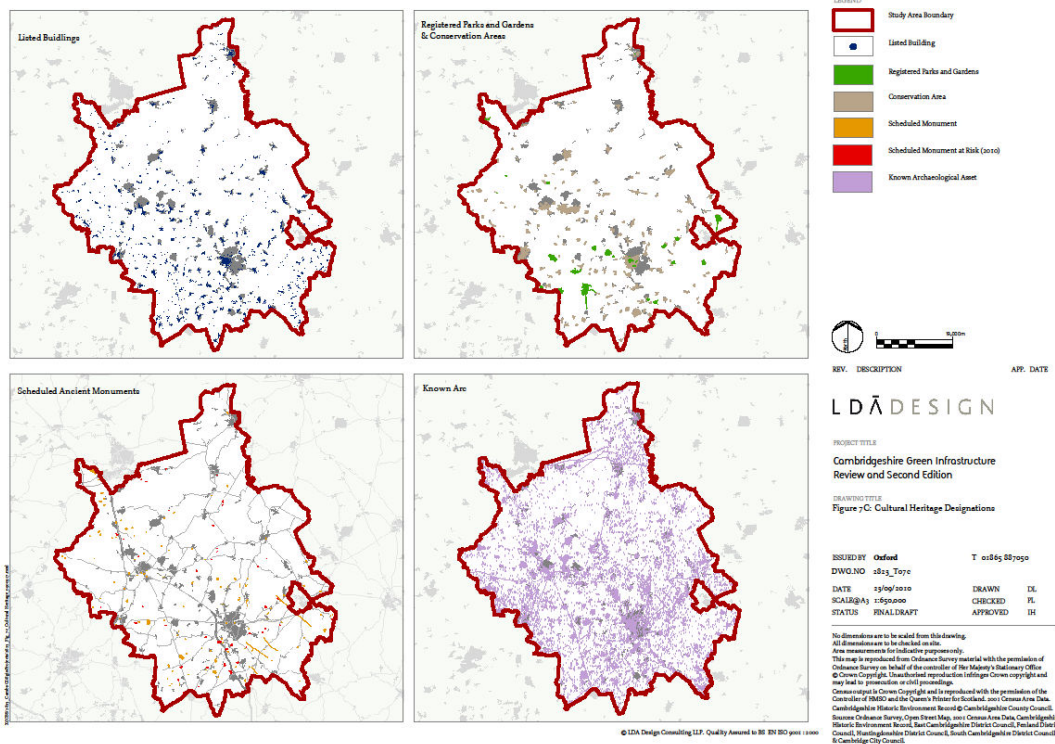 Listed Buidlings
Registered Parks and Gardens
& Conservation Areas
Scheduled Ancient Monuments
Known Arc
LEGEND
Study Area Boundary
Listed Building
Registered Parks and Gardens
Conservation Area
Scheduled Monument
Scheduled Monument at Risk (2010)
Known Archaeological Asset
North
0
10,000m
REV. DESCRIPTION APP. DATE
LDĀDESIGN
PROJECT TITLE
Cambridgeshire Green Infrastructure
Review and Second Edition
DRAWING TITLE
Figure 7C: Cultural Heritage Designations
ISSUED BY Oxford T 01865 887050
DWG.NO 2823_T07c
DATE 23/09/2010 DRAWN DL
SCALE@A3 1:650,000 CHECKED PL
STATUS FINAL DRAFT APPROVED IH
No dimensions are to be scaled from this drawing.
All dimensions are to be checked on site.
Area measurements for indicative purposes only.
This map is reproduced from Ordnance Survey material with the permission of
Ordnance Survey on behalf of the controller of Her Majesty's Stationary Office
© Crown Copyright. Unauthorised reproduction infringes Crown copyright and
may lead to prosecution or civil proceedings.
Census output is Crown Copyright and is reproduced with the permission of the
Controller of HMSO and the Queen's Printer for Scotland. 2001 Census Area Data.
Cambridgeshire Historic Environment Record © Cambridgeshire County Council.
Sources: Ordnance Survey, Open Street Map, 2001 Census Area Data, Cambridgeshi
Historic Environment Record, East Cambridgeshire District Council, Fenland Distri
Council, Huntingdonshire District Council, South Cambridgeshire District Council
& Cambridge City Council.
© LDA Design Consulting LLP. Quality Assured to BS EN ISO 9001 : 2000